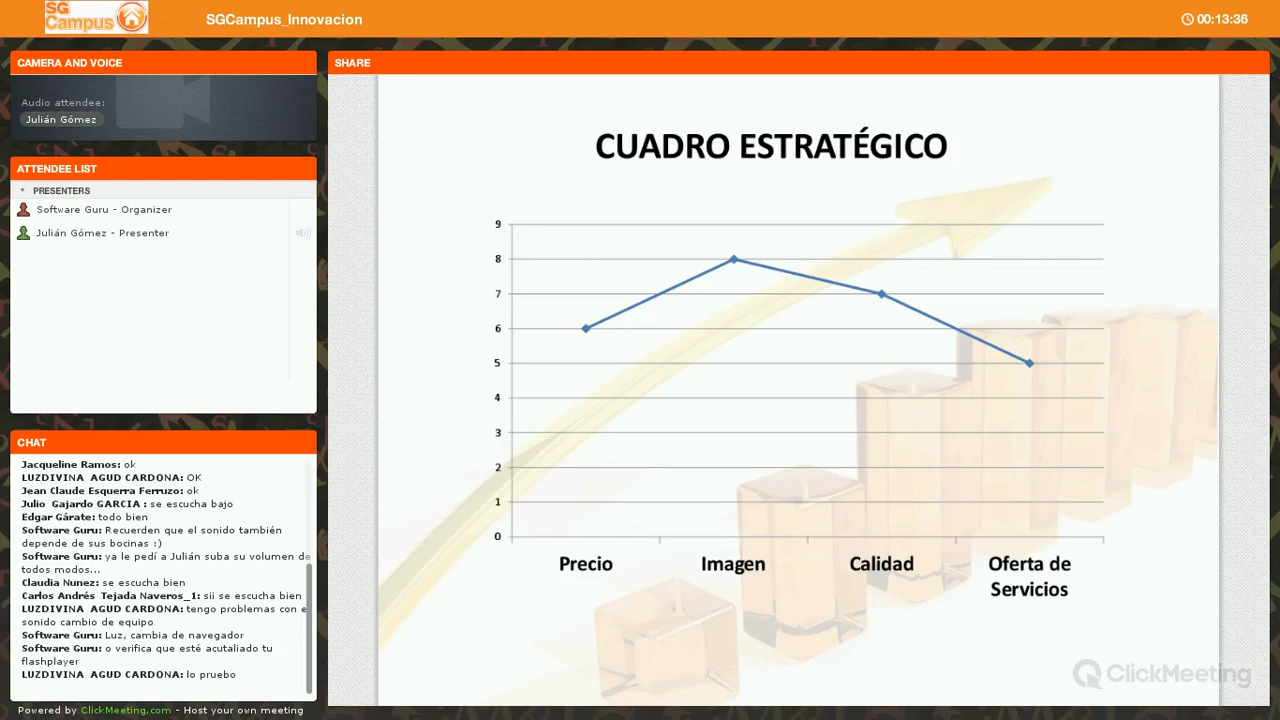 SG
Campus
SGCampus_Innovacion
00:13:36
CAMERA AND VOICE
Audio attendee:
Julián Gómez
ATTENDEE LIST
PRESENTERS
Software Guru - Organizer
Julián Gómez - Presenter
CHAT
Jacqueline Ramos: ok
LUZDIVINA AGUD CARDONA: OK
Jean Claude Esquerra Ferruzo: ok
Julio Gajardo GARCIA : se escucha bajo
Edgar Gárate: todo bien
Software Guru: Recuerden que el sonido también
depende de sus bocinas :)
Software Guru: ya le pedí a Julián suba su volumen de
todos modos...
Claudia Nunez: se escucha bien
Carlos Andrés Tejada Naveros_1: sii se escucha bien
LUZDIVINA AGUD CARDONA: tengo problemas con e
sonido cambio de equipo
Software Guru: Luz, cambia de navegador
Software Guru: o verifica que esté acutaliado tu
flashplayer
LUZDIVINA AGUD CARDONA: lo pruebo
Powered by ClickMeeting.com - Host your own meeting
SHARE
CUADRO ESTRATÉGICO
9
8
7
6
5
4
3
2
1
0
Precio
Imagen
Calidad
Oferta de
Servicios
ClickMeeting